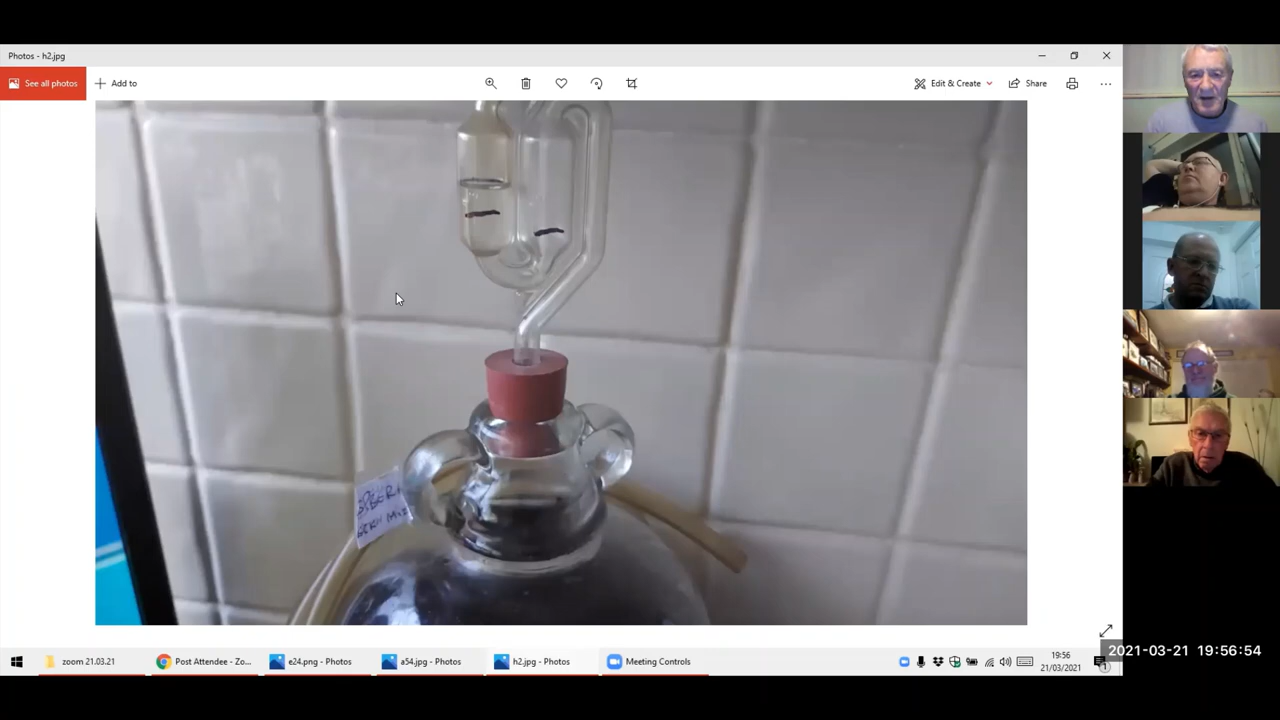 Photos - h2.jpg
See all photos
Add to
Edit & Create
Share
zoom 21.03.21
Post Attendee - Zo...
e24.png - Photos
a54.jpg - Photos
h2.jpg - Photos
Meeting Controls
19:56
21/03/2021
2021-03-21 19:56:54